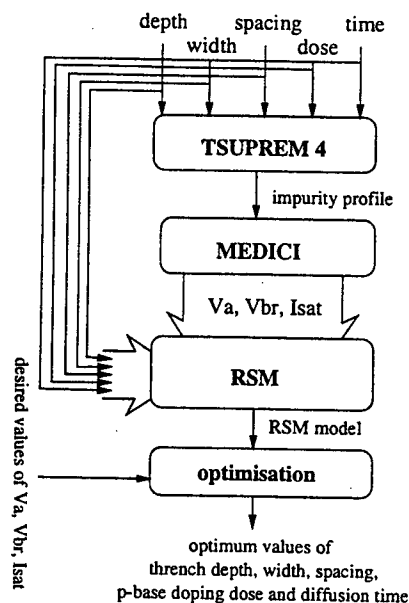 depth spacing time
width dose
TSUPREM 4
impurity profile
MEDICI
Va, Vbr, Isat
RSM
RSM model
desired values of Va, Vbr, Isat
optimisation
optimum values of
thrench depth, width, spacing,
p-base doping dose and diffusion time